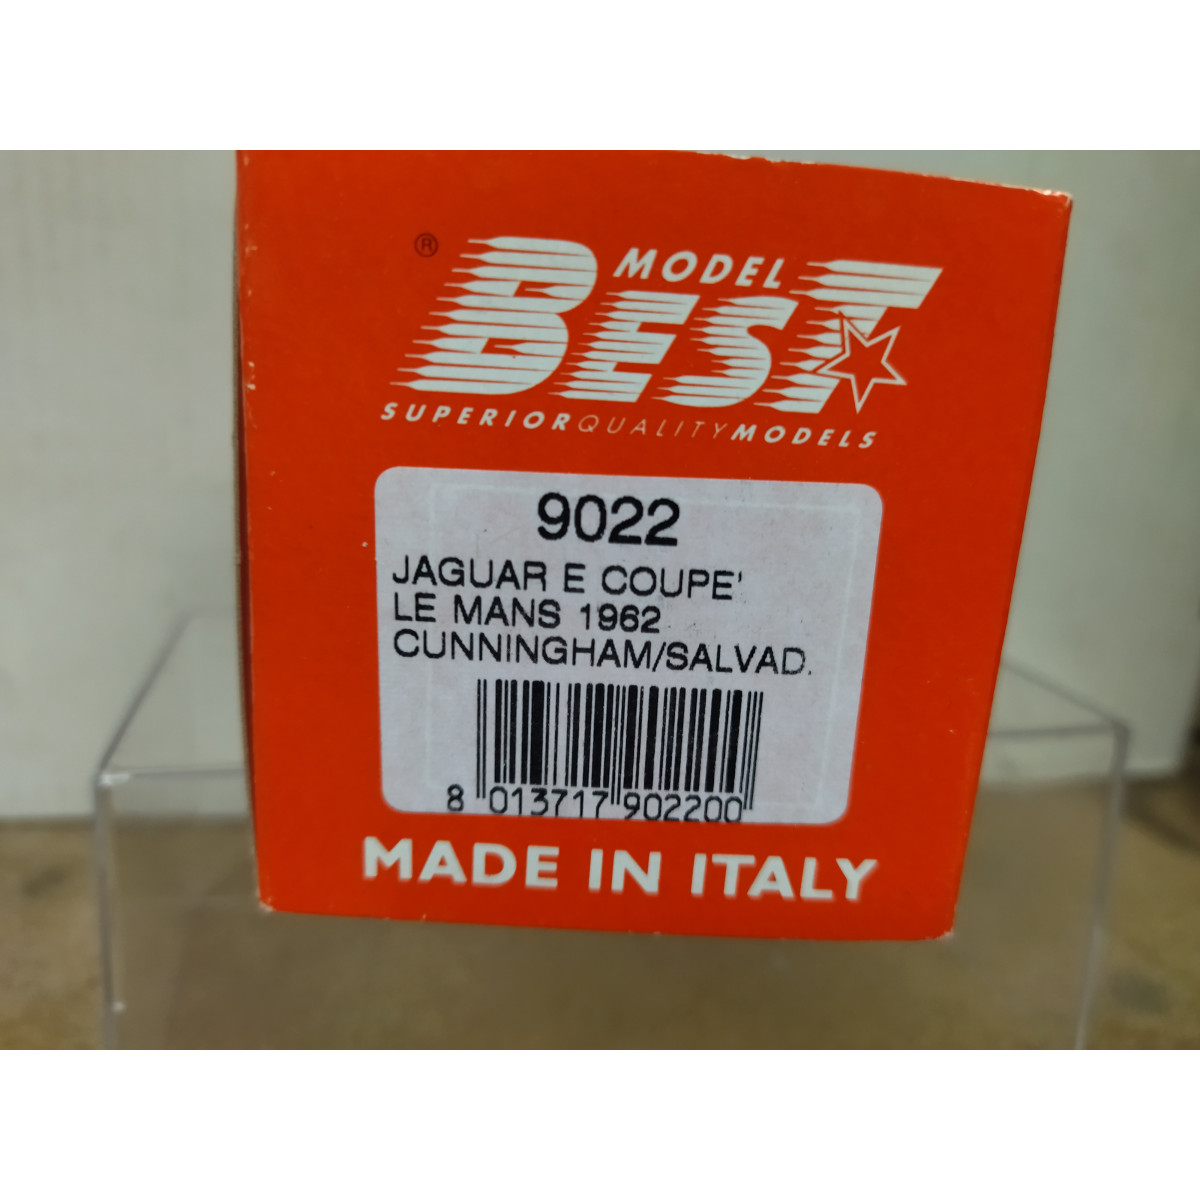 ®
MODEL
BEST
SUPERIORQUALITYMODELS
9022
JAGUAR E COUPE'
LE MANS 1962
CUNNINGHAM/SALVAD.
8 013717 902200
MADE IN ITALY